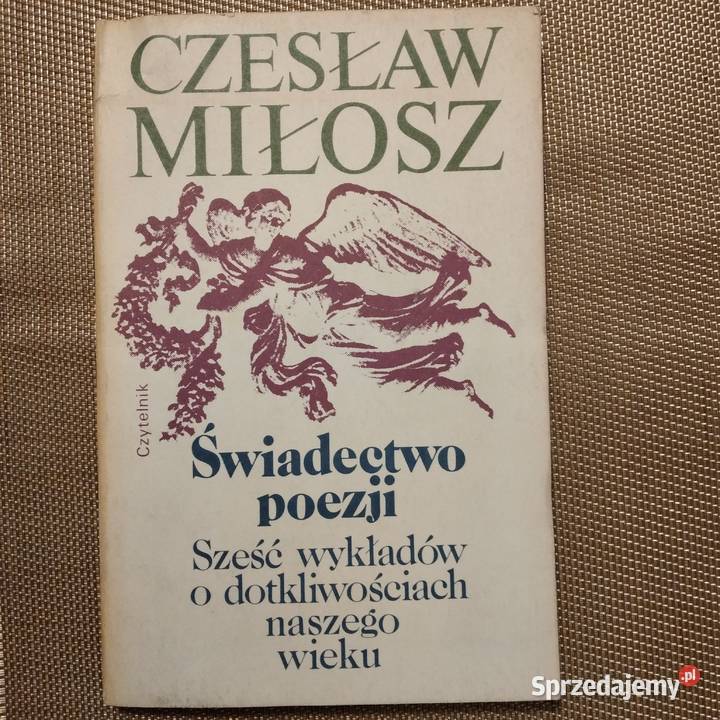 CZESŁAW
MIŁOSZ
Czytelnik
Świadectwo
poezji
Sześć wykładów
o dotkliwościach
naszego
wieku
Sprzedajemy.pl